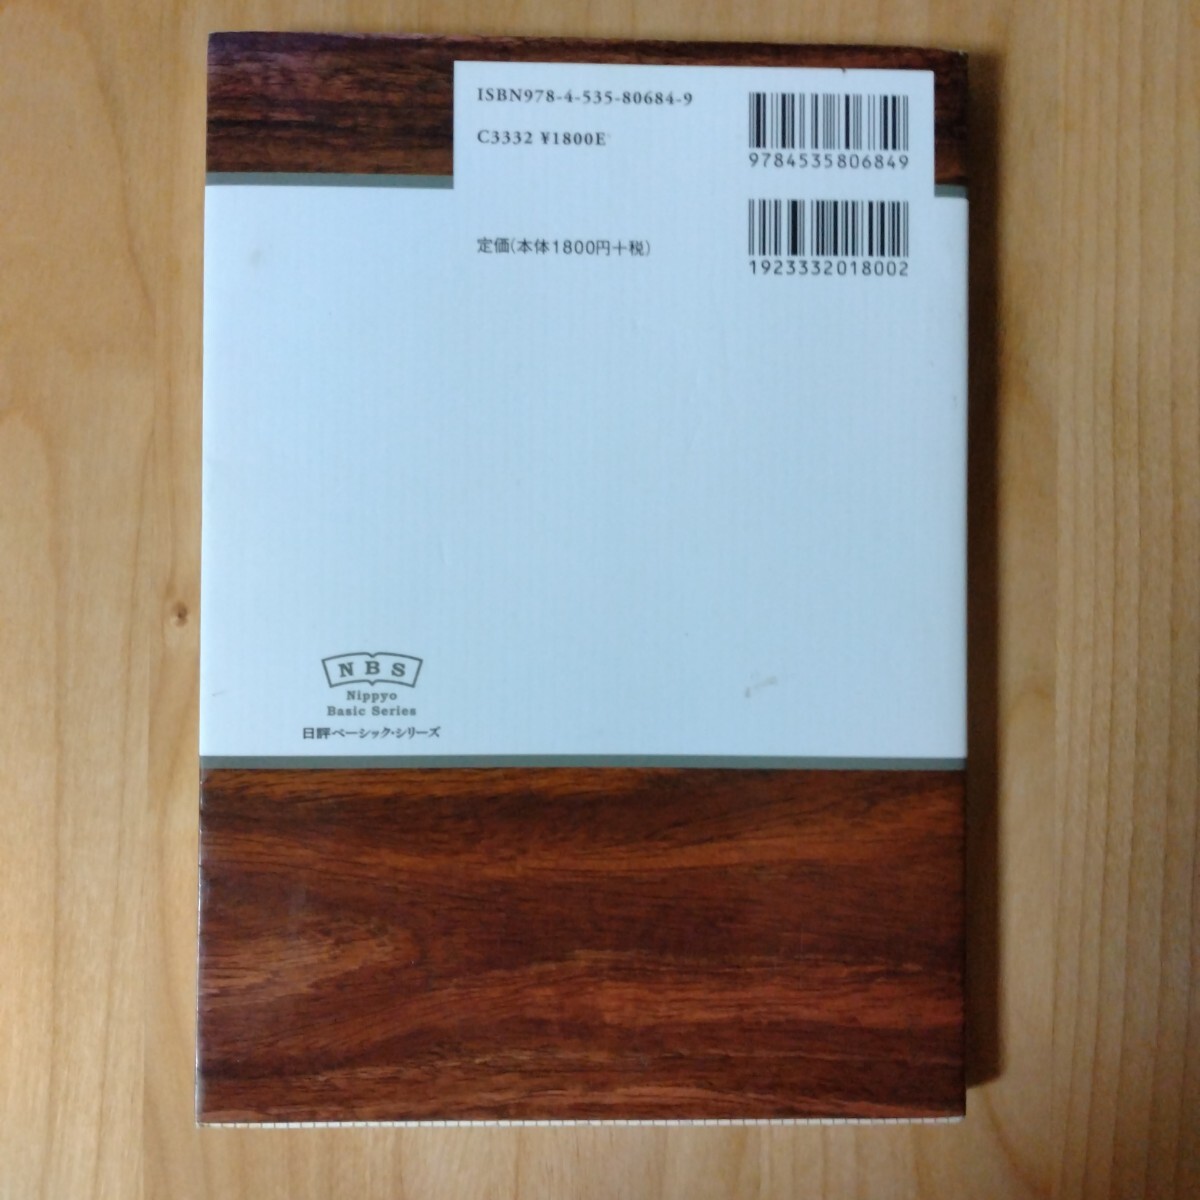 ISBN978-4-535-80684-9
C3332 ¥1800E
定価(本体1800円+税)
9784535806849
1923332018002
NBS
Nippyo
Basic Series
日評ベーシック・シリーズ